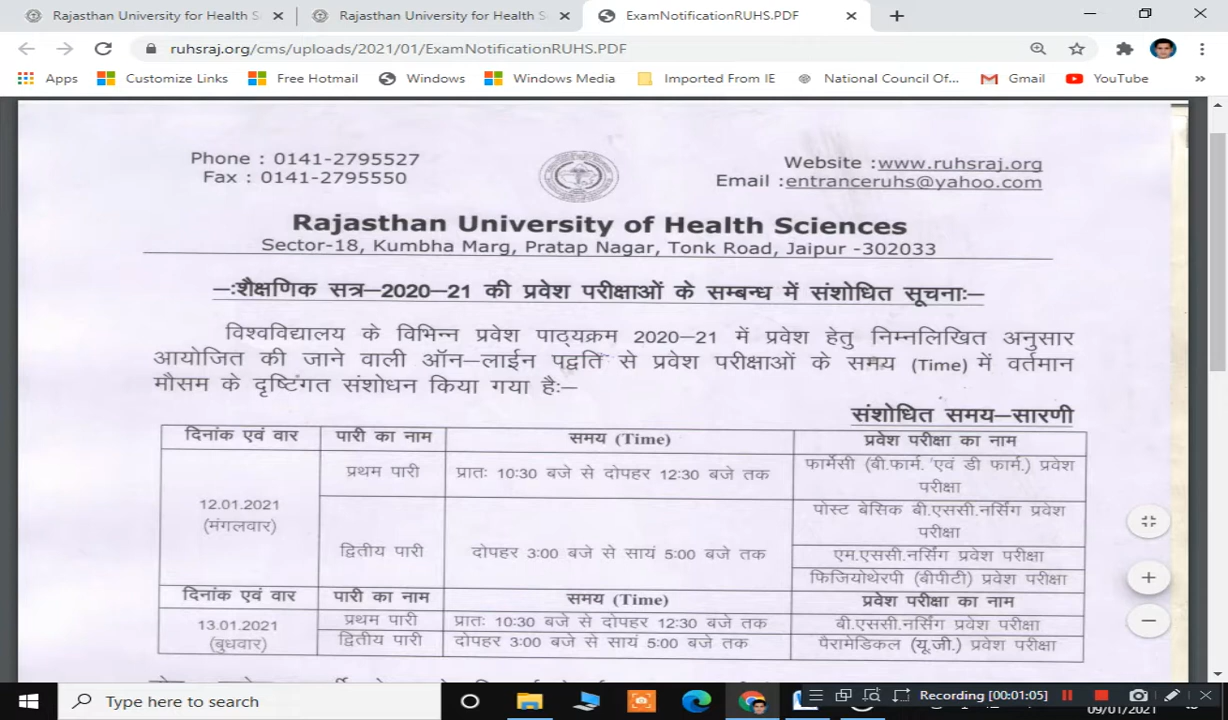 Rajasthan University for Health S
Rajasthan University for Health S
ExamNotificationRUHS.PDF
ruhsraj.org/cms/uploads/2021/01/ExamNotificationRUHS.PDF
Apps Customize Links Free Hotmail Windows Windows Media Imported From IE National Council Of... Gmail YouTube »
Phone : 0141-2795527
Fax : 0141-2795550
Website :www.ruhsraj.org
Email :entranceruhs@yahoo.com
Rajasthan University of Health Sciences
Sector-18, Kumbha Marg, Pratap Nagar, Tonk Road, Jaipur -302033
–ःशैक्षणिक सत्र–2020–21 की प्रवेश परीक्षाओं के सम्बन्ध में संशोधित सूचनाः–
विश्वविद्यालय के विभिन्न प्रवेश पाठ्यक्रम 2020–21 में प्रवेश हेतु निम्नलिखित अनुसार
आयोजित की जाने वाली ऑन–लाईन पद्वति से प्रवेश परीक्षाओं के समय (Time) में वर्तमान
मौसम के दृष्टिगत संशोधन किया गया हैः–
संशोधित समय–सारणी
दिनांक एवं वार पारी का नाम समय (Time) प्रवेश परीक्षा का नाम
12.01.2021
(मंगलवार)
प्रथम पारी प्रातः 10:30 बजे से दोपहर 12:30 बजे तक फार्मेसी (बी.फार्म. एवं डी फार्म.) प्रवेश
परीक्षा
द्वितीय पारी दोपहर 3:00 बजे से सायं 5:00 बजे तक पोस्ट बेसिक बी.एससी.नर्सिंग प्रवेश
परीक्षा
एम.एससी.नर्सिंग प्रवेश परीक्षा
फिजियोथेरपी (बीपीटी) प्रवेश परीक्षा
दिनांक एवं वार पारी का नाम समय (Time) प्रवेश परीक्षा का नाम
13.01.2021
(बुधवार)
प्रथम पारी प्रातः 10:30 बजे से दोपहर 12:30 बजे तक बी.एससी.नर्सिंग प्रवेश परीक्षा
द्वितीय पारी दोपहर 3:00 बजे से सायं 5:00 बजे तक पैरामेडिकल (यू.जी.) प्रवेश परीक्षा
Type here to search
Recording [00:01:05]
09/01/2021